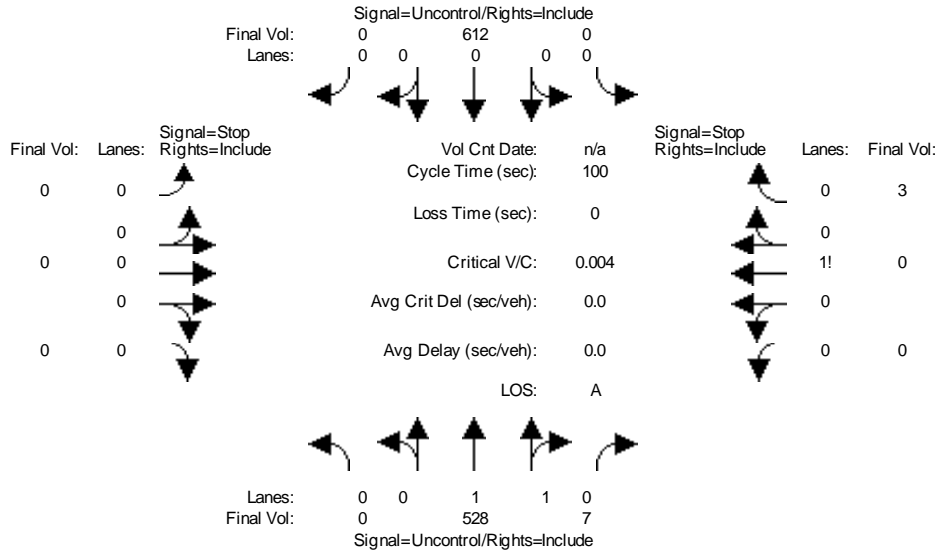 Signal=Uncontrol/Rights=Include
Final Vol: 0 612 0
Lanes: 0 0 0 0 0
Signal=Stop Signal=Stop
Final Vol: Lanes: Rights=Include Vol Cnt Date: n/a Rights=Include Lanes: Final Vol:
Cycle Time (sec): 100
0 0 0 3
Loss Time (sec): 0
0 0
0 0 Critical V/C: 0.004 1! 0
0 Avg Crit Del (sec/veh): 0.0 0
0 0 Avg Delay (sec/veh): 0.0 0 0
LOS: A
Lanes: 0 0 1 1 0
Final Vol: 0 528 7
Signal=Uncontrol/Rights=Include